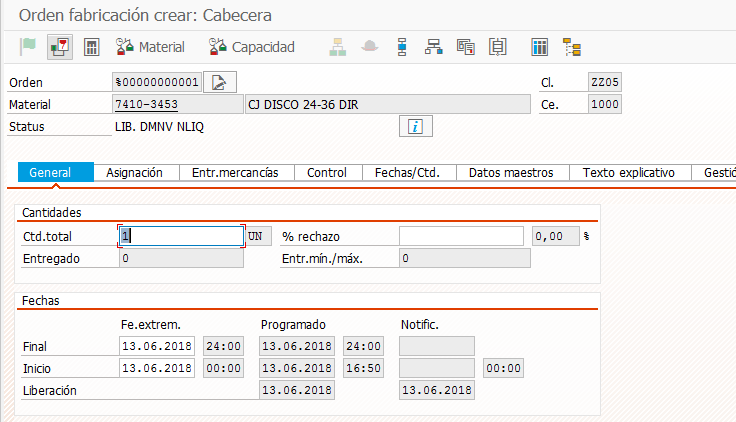 Orden fabricación crear: Cabecera
Material Capacidad
Orden %00000000001 Cl. ZZ05
Material 7410-3453 CJ DISCO 24-36 DIR Ce. 1000
Status LIB. DMNV NLIQ
General Asignación Entr.mercancías Control Fechas/Ctd. Datos maestros Texto explicativo Gesti
Cantidades
Ctd.total 1 UN % rechazo 0,00 %
Entregado 0 Entr.mín./máx. 0
Fechas
Fe.extrem. Programado Notific.
Final 13.06.2018 24:00 13.06.2018 24:00
Inicio 13.06.2018 00:00 13.06.2018 16:50 00:00
Liberación 13.06.2018 13.06.2018